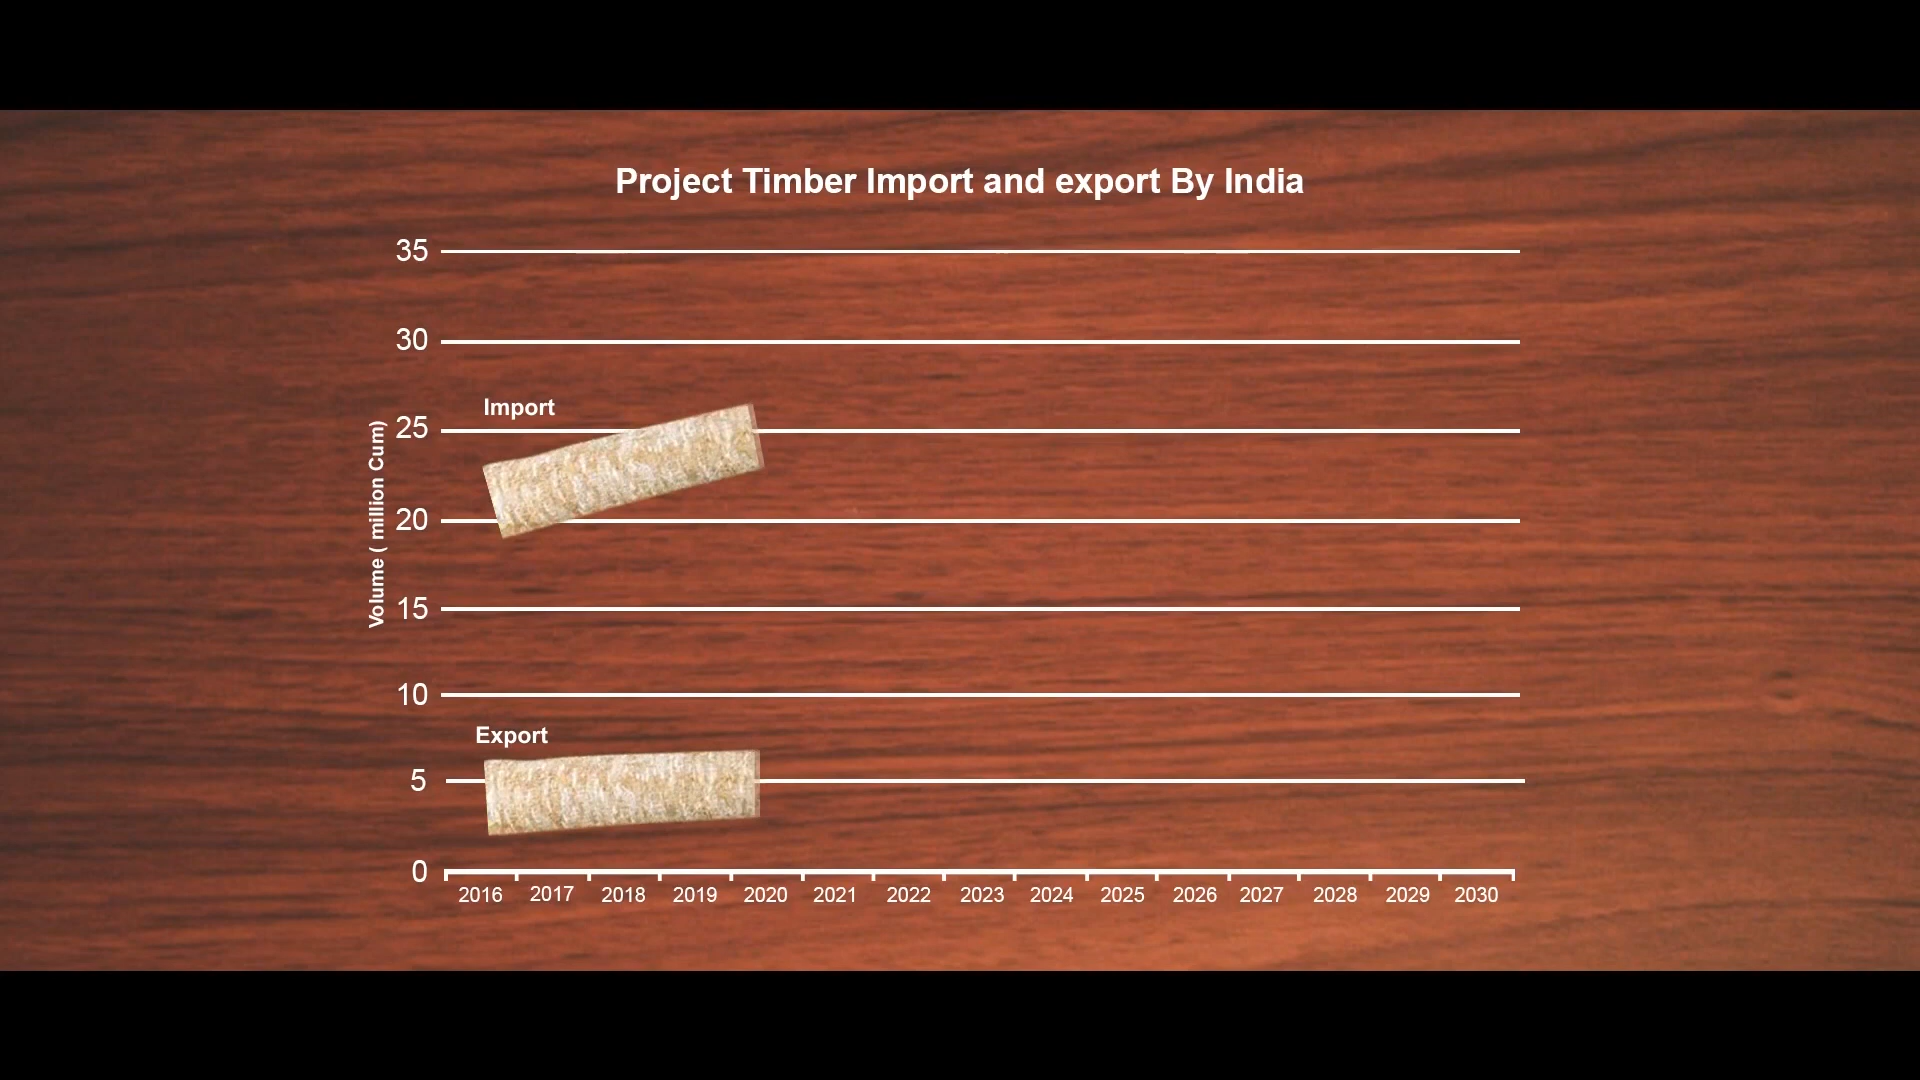 Project Timber Import and export By India
35
30
Import
25
Volume ( million Cum)
20
15
10
Export
5
0
2016 2017 2018 2019 2020 2021 2022 2023 2024 2025 2026 2027 2028 2029 2030